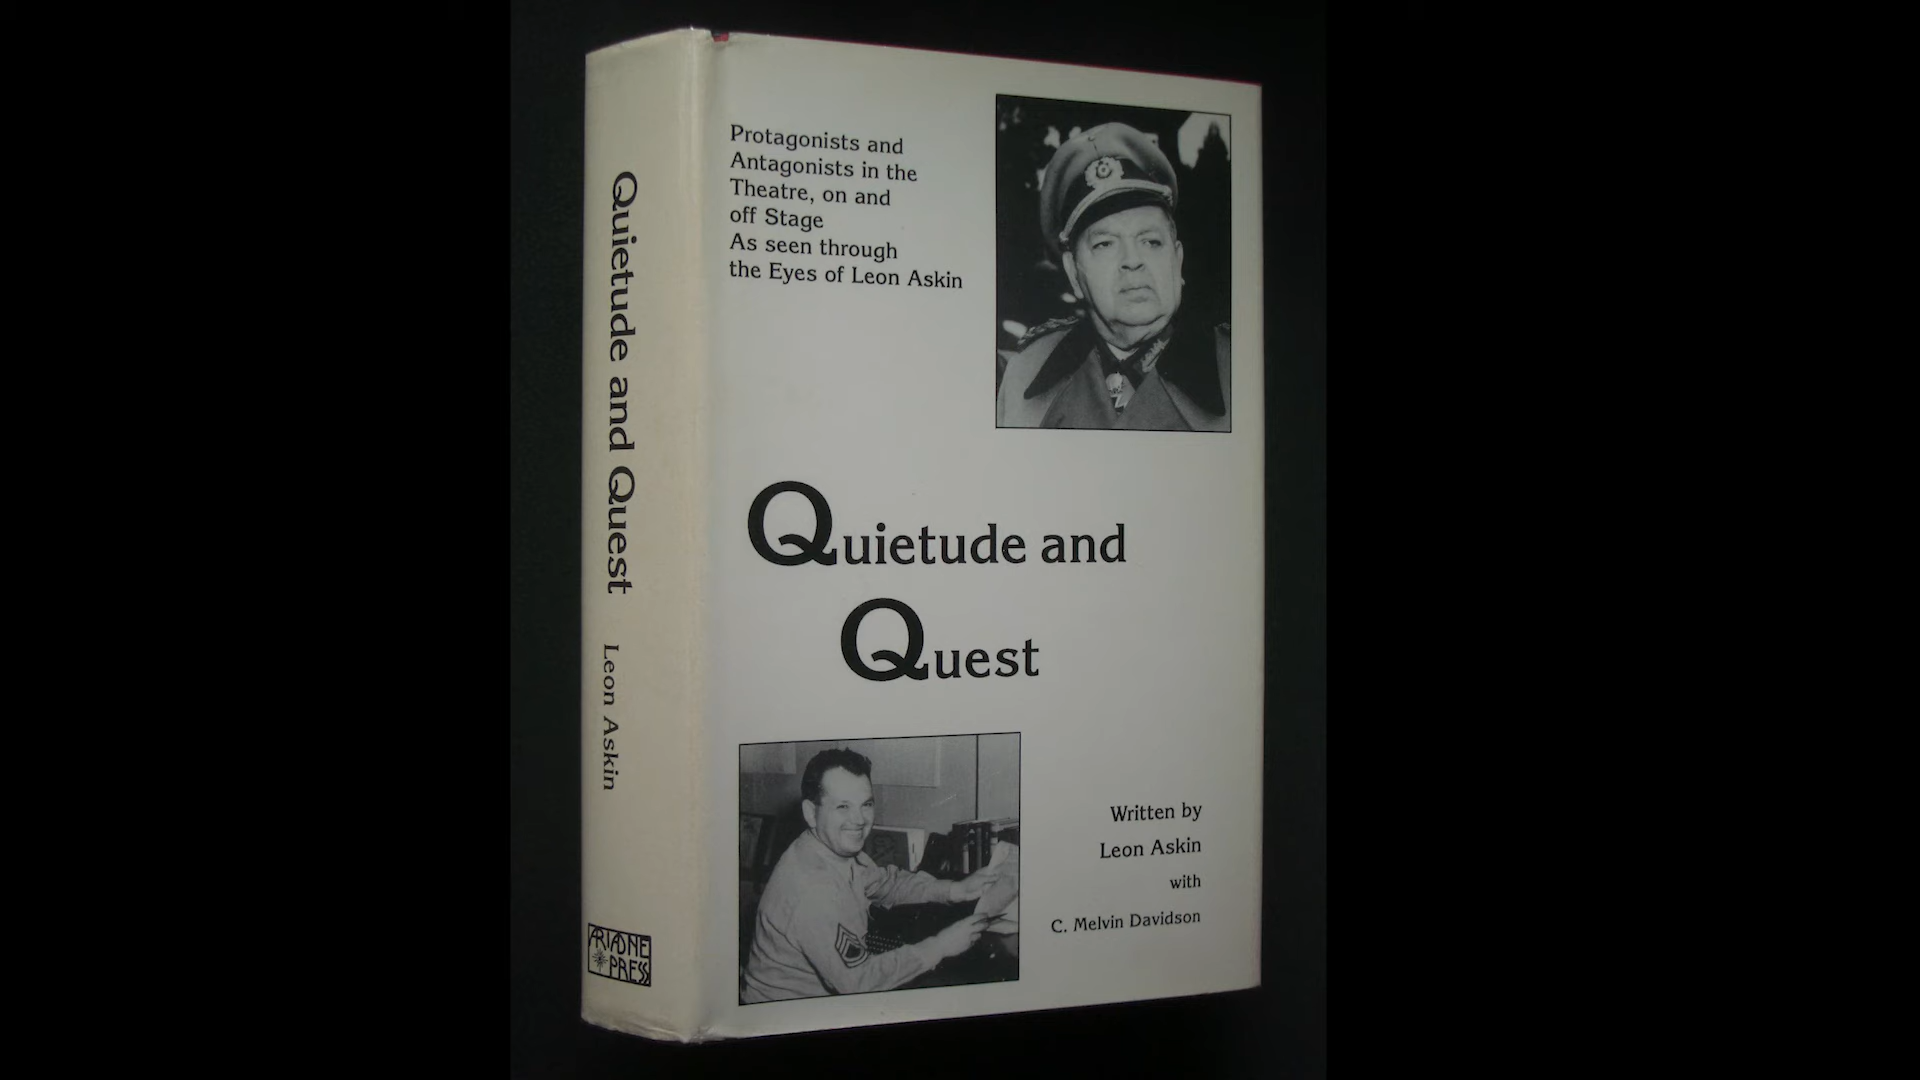 Quietude and Quest Leon Askin
ARIADNE
PRESS
Protagonists and
Antagonists in the
Theatre, on and
off Stage
As seen through
the Eyes of Leon Askin
Quietude and
Quest
Written by
Leon Askin
with
C. Melvin Davidson